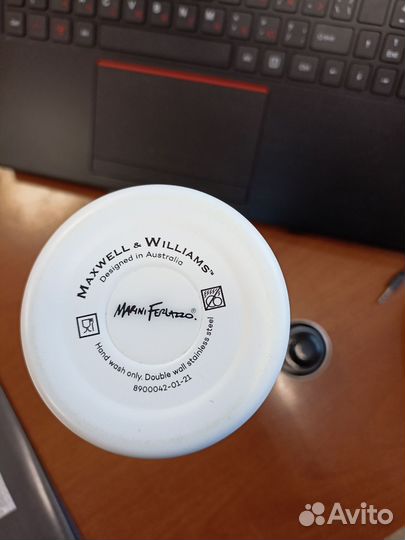 MAXWELL & WILLIAMS™
Designed in Australia
MARINI FERLAZZO®
Hand wash only. Double wall stainless steel
8900042-01-21
Avito